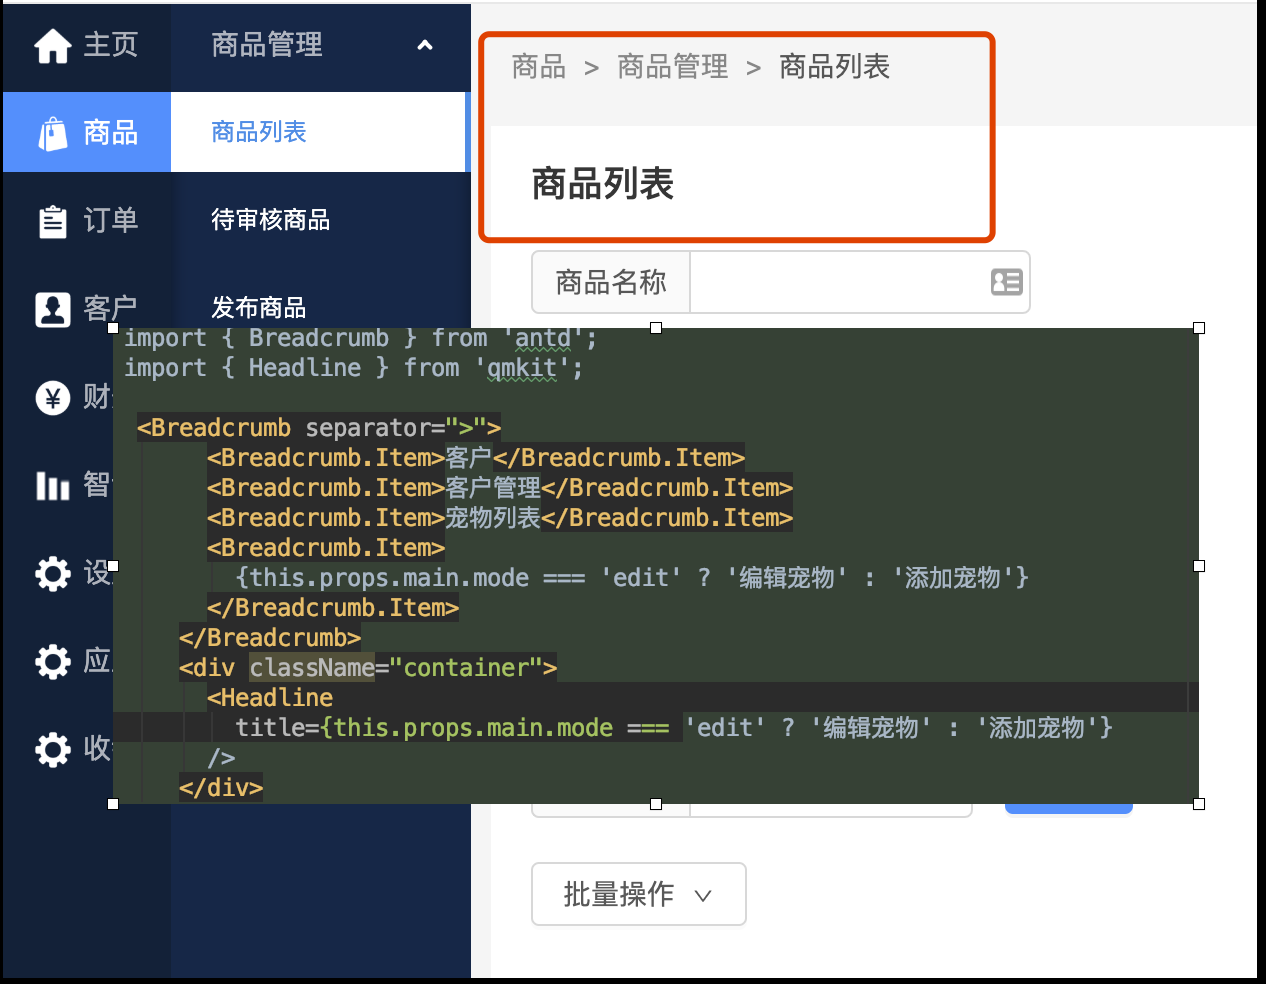 主页
商品管理
商品 > 商品管理 > 商品列表
商品
商品列表
商品列表
订单
待审核商品
商品名称
客户
发布商品
import { Breadcrumb } from 'antd';
import { Headline } from 'qmkit';
财
<Breadcrumb separator=">">
<Breadcrumb.Item>客户</Breadcrumb.Item>
<Breadcrumb.Item>客户管理</Breadcrumb.Item>
智
<Breadcrumb.Item>宠物列表</Breadcrumb.Item>
<Breadcrumb.Item>
设
{this.props.main.mode === 'edit' ? '编辑宠物' : '添加宠物'}
</Breadcrumb.Item>
</Breadcrumb>
应
<div className="container">
<Headline
title={this.props.main.mode === 'edit' ? '编辑宠物' : '添加宠物'}
收
/>
</div>
批量操作